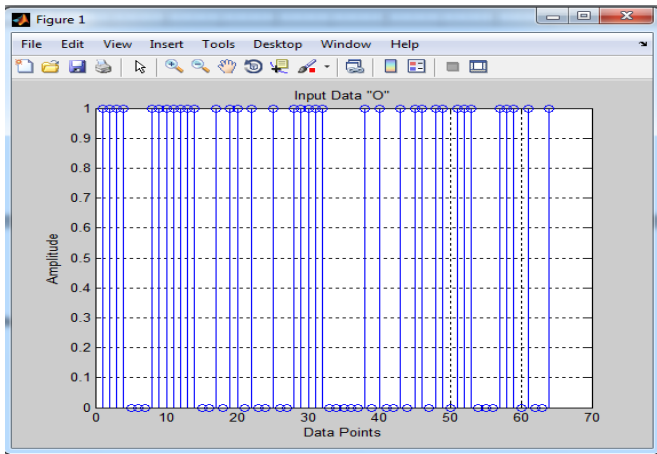 Figure 1
File Edit View Insert Tools Desktop Window Help
Input Data "O"
1
0.9
0.8
0.7
0.6
0.5
0.4
0.3
0.2
0.1
0
Amplitude
0 10 20 30 40 50 60 70
Data Points